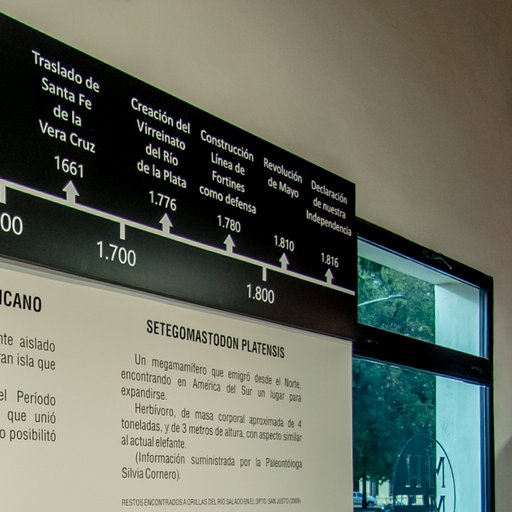 Traslado de
Santa Fe
de la
Vera Cruz
1661
Creación del
Virreinato
del Río
de la Plata
1.776
Construcción
Línea de
Fortines
como defensa
1.780
Revolución
de Mayo
1.810
Declaración
de nuestra
Independencia
1.816
00
1.700
1.800
ICANO
nte aislado
ran isla que
el Período
que unió
o posibilitó
SETEGOMASTODON PLATENSIS
Un megamamífero que emigró desde el Norte,
encontrando en América del Sur un lugar para
expandirse.
Herbívoro, de masa corporal aproximada de 4
toneladas, y de 3 metros de altura, con aspecto similar
al actual elefante.
(Información suministrada por la Paleontóloga
Silvia Cornero).
RESTOS ENCONTRADOS A ORILLAS DEL RIO SALADO EN EL DPTO. SAN JUSTO (2009)